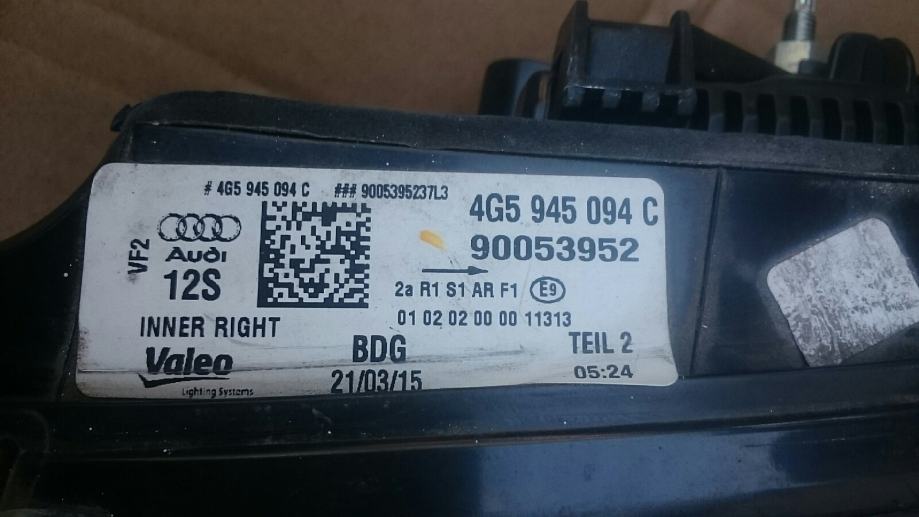 # 4G5 945 094 C ### 9005395237L3
4G5 945 094 C
90053952
VF2
Audi
12S
2a R1 S1 AR F1 E9
01 02 02 00 00 11313
INNER RIGHT
BDG
TEIL 2
Valeo
Lighting Systems
21/03/15
05:24